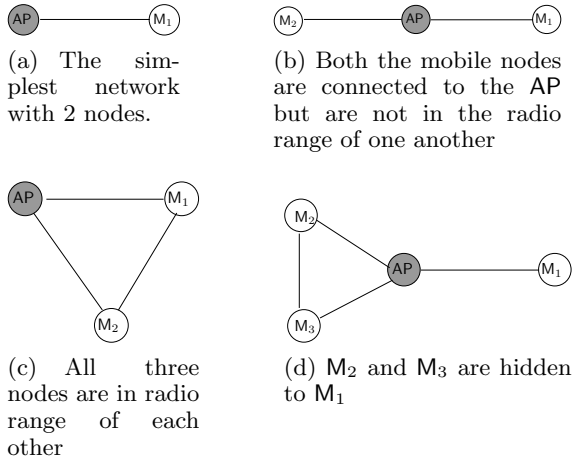 AP M₁
(a) The sim-
plest network
with 2 nodes.
M₂ AP M₁
(b) Both the mobile nodes
are connected to the AP
but are not in the radio
range of one another
AP M₁
M₂
(c) All three
nodes are in radio
range of each
other
M₂
AP M₁
M₃
(d) M₂ and M₃ are hidden
to M₁